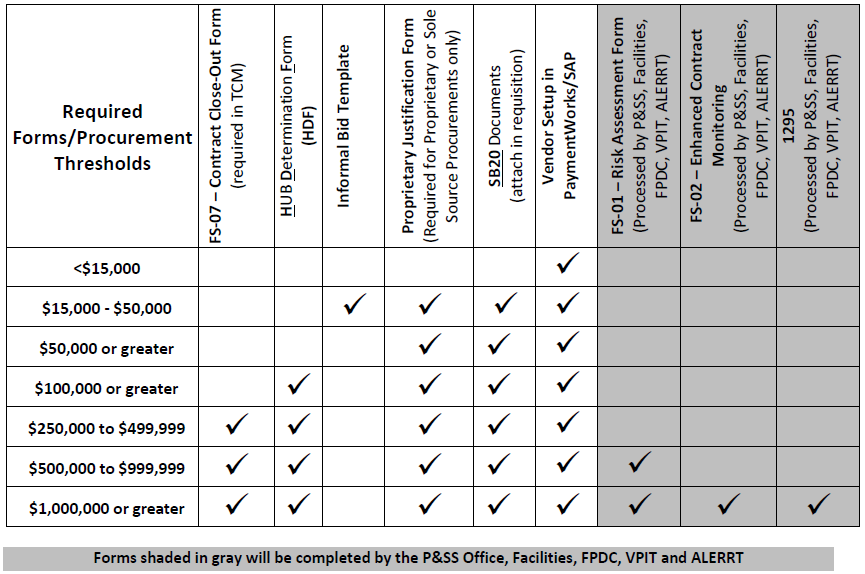 Required
Forms/Procurement
Thresholds
FS-07 – Contract Close-Out Form
(required in TCM)
HUB Determination Form
(HDF)
Informal Bid Template
Proprietary Justification Form
(Required for Proprietary or Sole
Source Procurements only)
SB20 Documents
(attach in requisition)
Vendor Setup in
PaymentWorks/SAP
FS-01 – Risk Assessment Form
(Processed by P&SS, Facilities,
FPDC, VPIT, ALERRT)
FS-02 – Enhanced Contract
Monitoring
(Processed by P&SS, Facilities,
FPDC, VPIT, ALERRT)
1295
(Processed by P&SS, Facilities,
FPDC, VPIT, ALERRT)
<$15,000 ✓
$15,000 - $50,000 ✓ ✓ ✓ ✓
$50,000 or greater ✓ ✓ ✓
$100,000 or greater ✓ ✓ ✓ ✓
$250,000 to $499,999 ✓ ✓ ✓ ✓ ✓
$500,000 to $999,999 ✓ ✓ ✓ ✓ ✓ ✓
$1,000,000 or greater ✓ ✓ ✓ ✓ ✓ ✓ ✓ ✓
Forms shaded in gray will be completed by the P&SS Office, Facilities, FPDC, VPIT and ALERRT